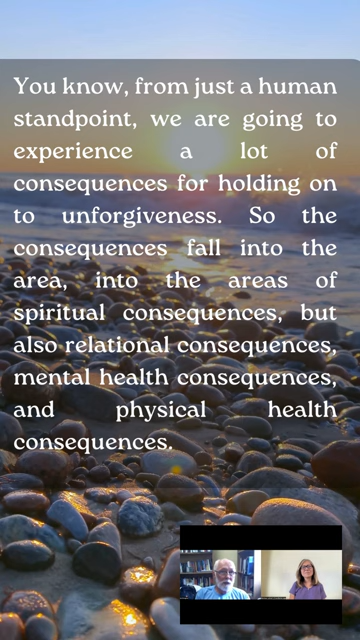 You know, from just a human
standpoint, we are going to
experience a lot of
consequences for holding on
to unforgiveness. So the
consequences fall into the
area, into the areas of
spiritual consequences, but
also relational consequences,
mental health consequences,
and physical health
consequences.